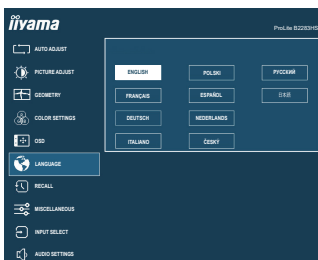 iiyama
ProLite B2283HS
AUTO ADJUST
PICTURE ADJUST
GEOMETRY
COLOR SETTINGS
OSD
LANGUAGE
RECALL
MISCELLANEOUS
INPUT SELECT
AUDIO SETTINGS
ENGLISH
POLSKI
РУССКИЙ
FRANÇAIS
ESPAÑOL
日本語
DEUTSCH
NEDERLANDS
ITALIANO
ČESKÝ